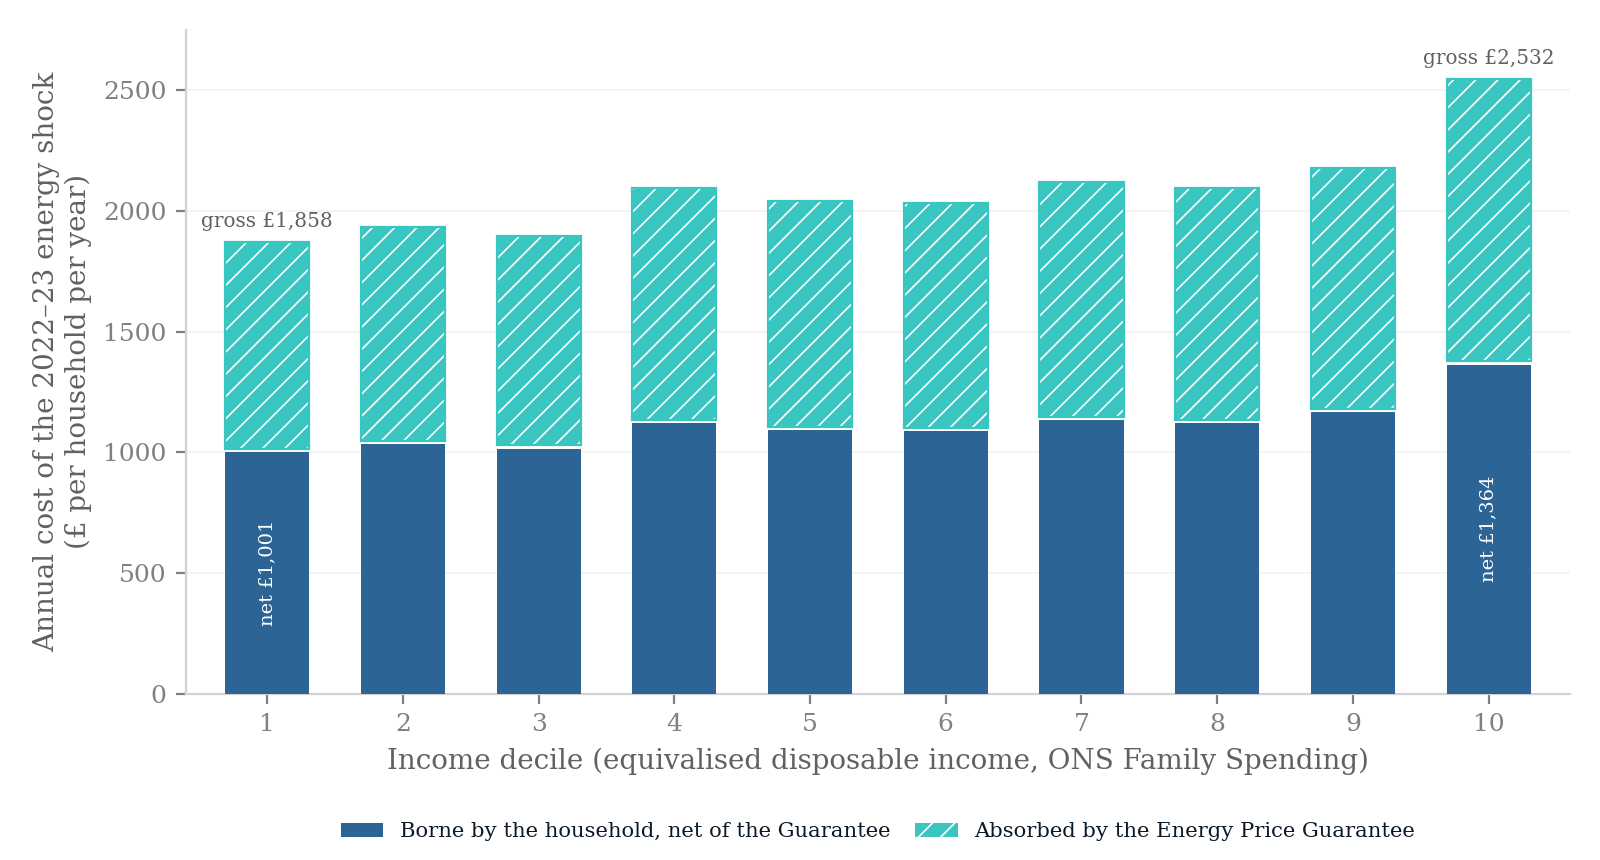 Annual cost of the 2022–23 energy shock
(£ per household per year)
2500
2000
1500
1000
500
0
gross £1,858
gross £2,532
net £1,001
net £1,364
1 2 3 4 5 6 7 8 9 10
Income decile (equivalised disposable income, ONS Family Spending)
Borne by the household, net of the Guarantee
Absorbed by the Energy Price Guarantee